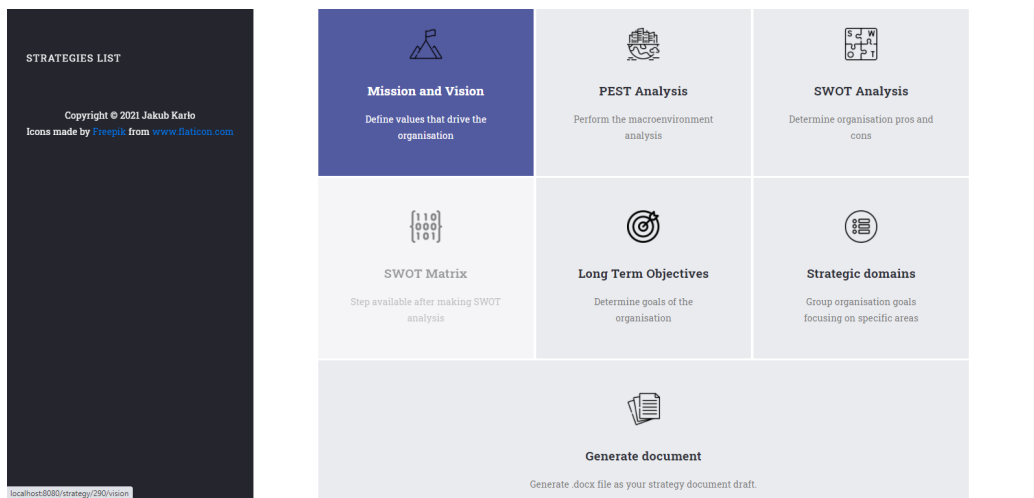 STRATEGIES LIST
Copyright © 2021 Jakub Karło
Icons made by Freepik from www.flaticon.com
Mission and Vision
Define values that drive the
organisation
PEST Analysis
Perform the macroenvironment
analysis
S W
O T
SWOT Analysis
Determine organisation pros and
cons
110
000
101
SWOT Matrix
Step available after making SWOT
analysis
Long Term Objectives
Determine goals of the
organisation
Strategic domains
Group organisation goals
focusing on specific areas
Generate document
Generate .docx file as your strategy document draft.
localhost:8080/strategy/290/vision